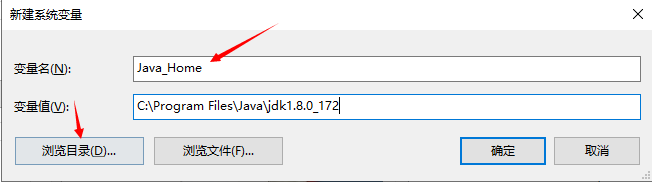 新建系统变量
变量名(N):
Java_Home
变量值(V):
C:\Program Files\Java\jdk1.8.0_172
浏览目录(D)...
浏览文件(F)...
确定
取消